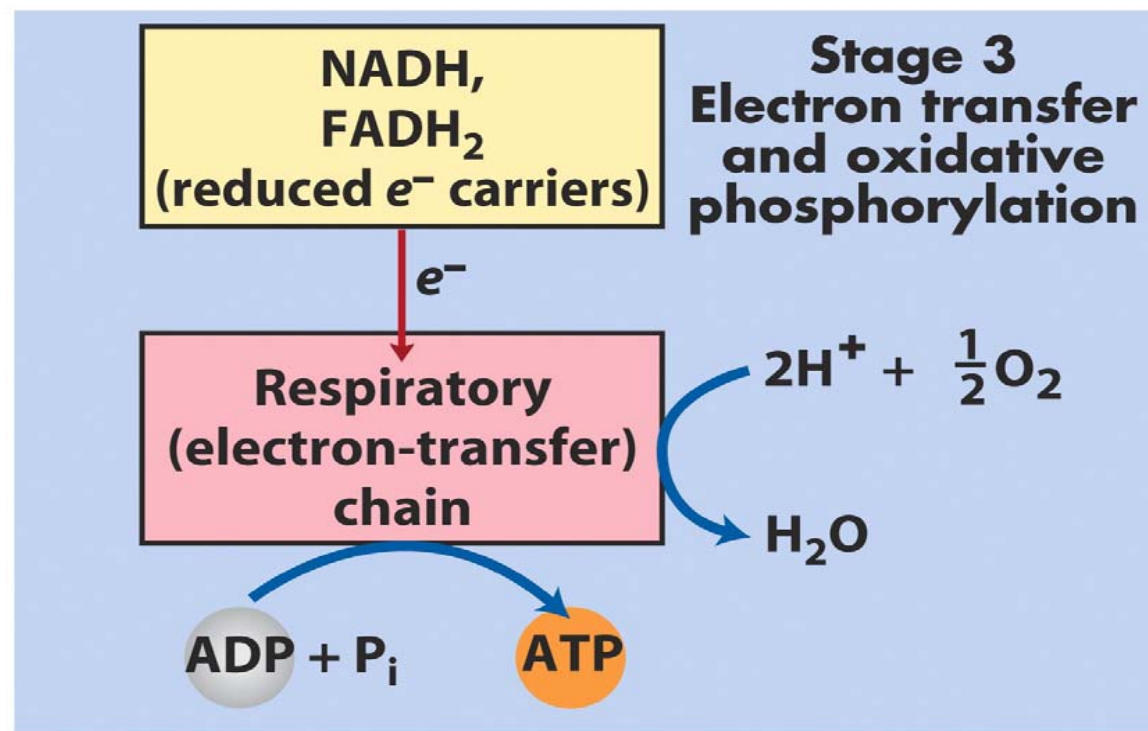 NADH,
FADH₂
(reduced e⁻ carriers)
Stage 3
Electron transfer
and oxidative
phosphorylation
e⁻
Respiratory
(electron-transfer)
chain
2H⁺ + ½O₂
H₂O
ADP + Pᵢ
ATP